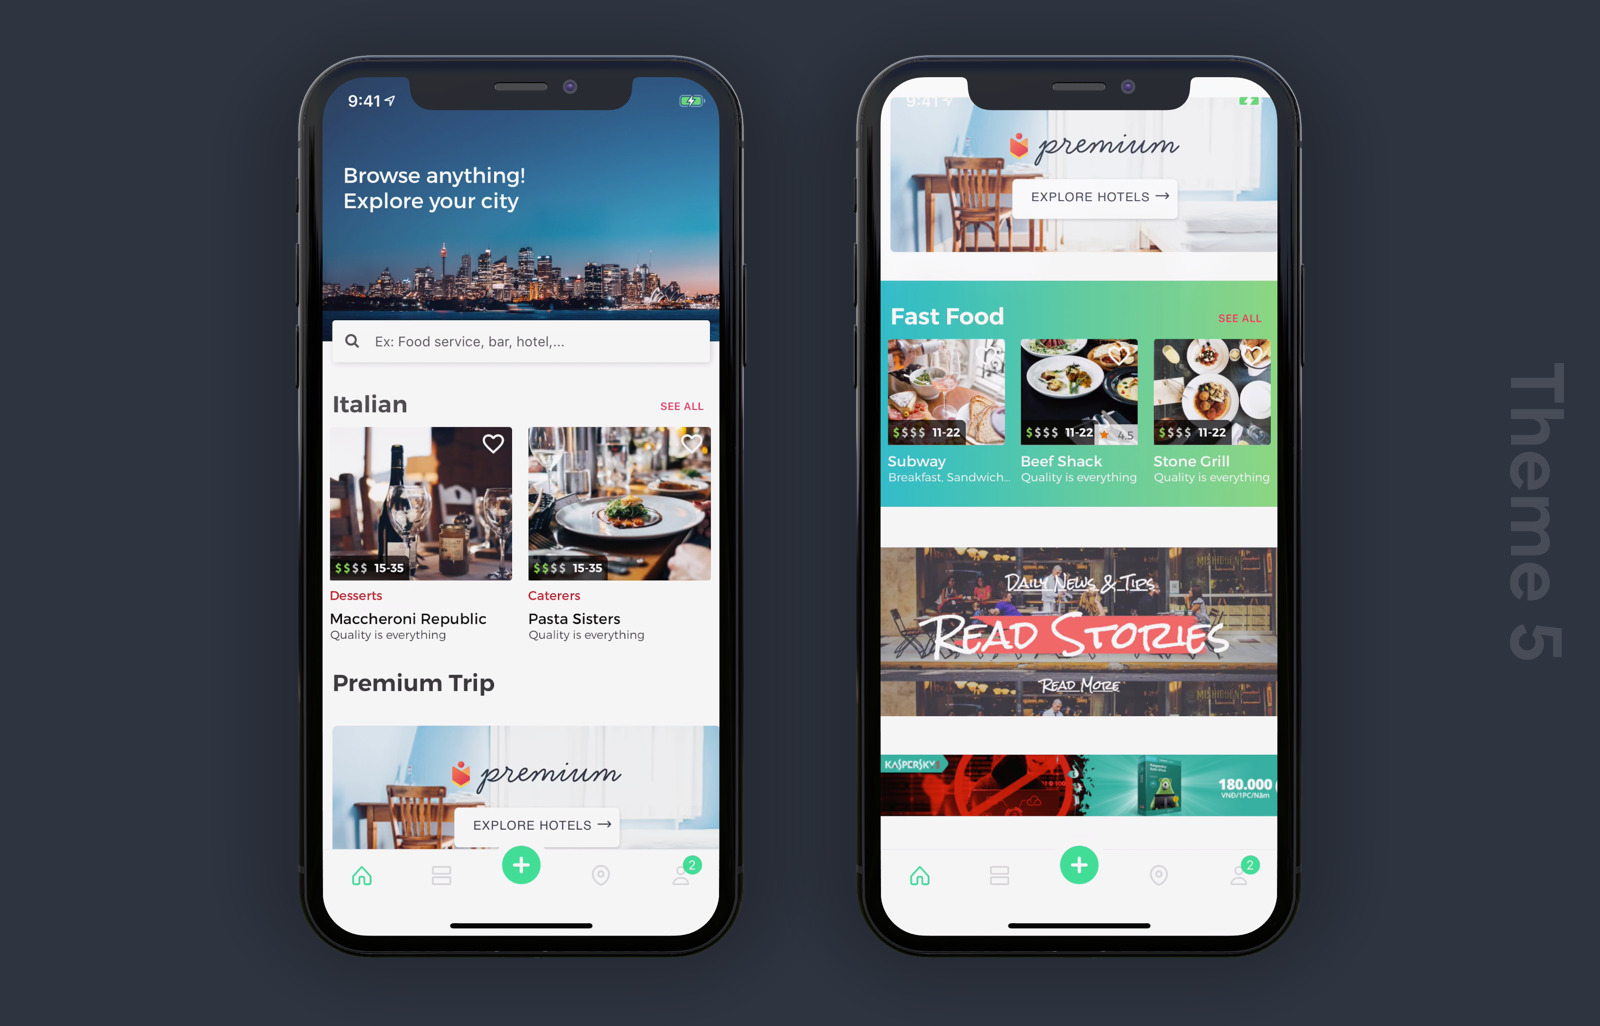 9:41
Browse anything!
Explore your city
Ex: Food service, bar, hotel,...
Italian
SEE ALL
$$$$ 15-35
$$$$ 15-35
Desserts
Caterers
Maccheroni Republic
Pasta Sisters
Quality is everything
Quality is everything
Premium Trip
premium
EXPLORE HOTELS →
2
9:41
premium
EXPLORE HOTELS →
Fast Food
SEE ALL
$$$$ 11-22
$$$$ 11-22
4.5
$$$$ 11-22
Subway
Beef Shack
Stone Grill
Breakfast, Sandwich...
Quality is everything
Quality is everything
Daily News & Tips
Read Stories
Read More
KASPERSKY
180.000
VNĐ/1PC/Năm
2
Theme 5